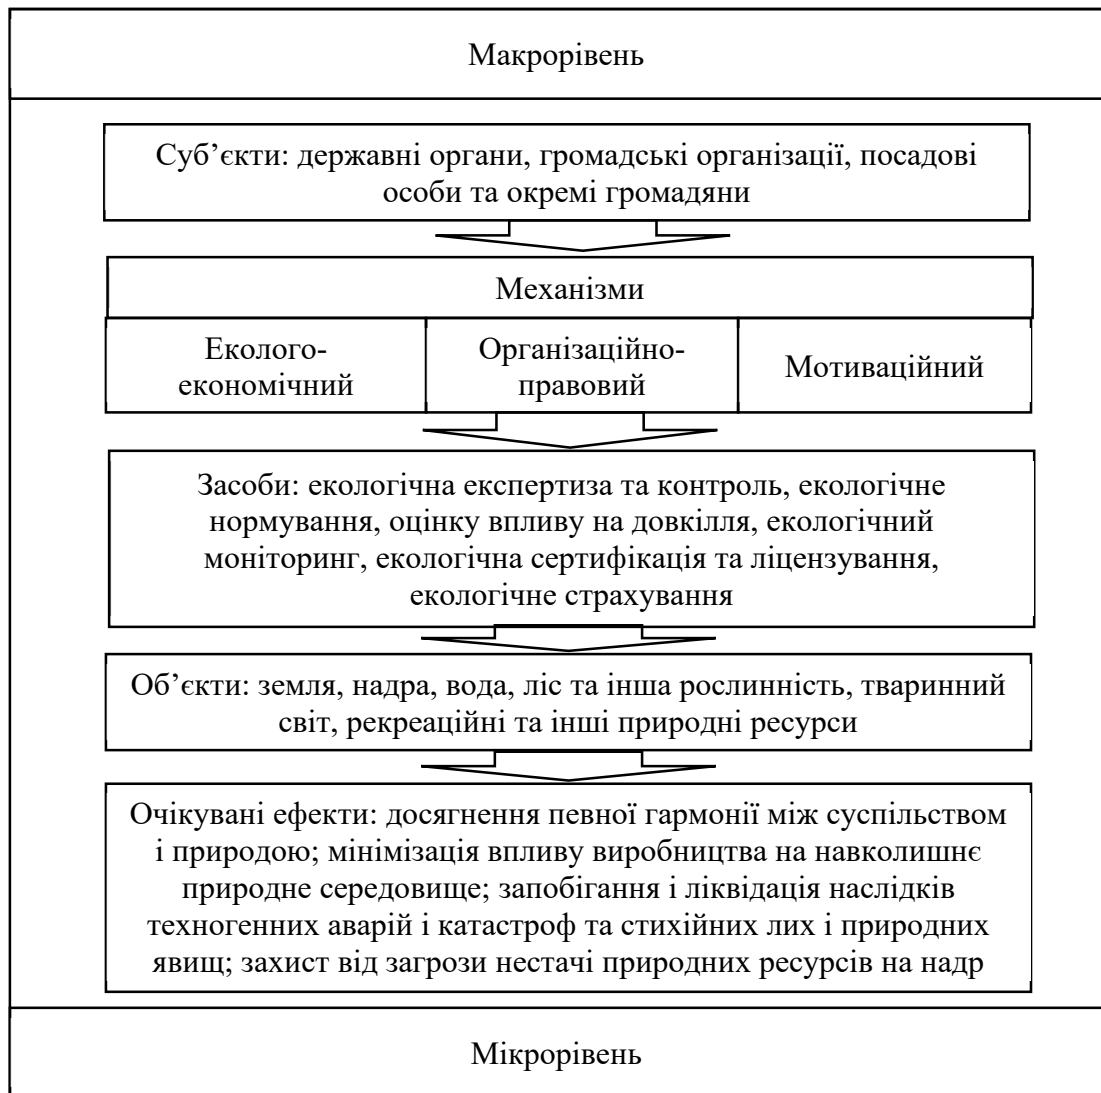 Макрорівень
Суб’єкти: державні органи, громадські організації, посадові
особи та окремі громадяни
Механізми
Еколого-
економічний
Організаційно-
правовий
Мотиваційний
Засоби: екологічна експертиза та контроль, екологічне
нормування, оцінку впливу на довкілля, екологічний
моніторинг, екологічна сертифікація та ліцензування,
екологічне страхування
Об’єкти: земля, надра, вода, ліс та інша рослинність, тваринний
світ, рекреаційні та інші природні ресурси
Очікувані ефекти: досягнення певної гармонії між суспільством
і природою; мінімізація впливу виробництва на навколишнє
природне середовище; запобігання і ліквідація наслідків
техногенних аварій і катастроф та стихійних лих і природних
явищ; захист від загрози нестачі природних ресурсів на надр
Мікрорівень